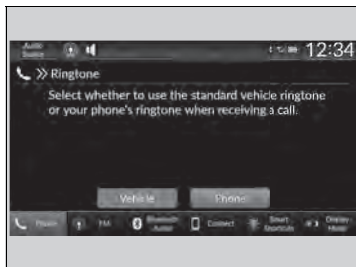 Audio
Source
12:34
Ringtone
Select whether to use the standard vehicle ringtone
or your phone's ringtone when receiving a call.
Vehicle Phone
Phone FM Bluetooth Audio Connect Smart Shortcuts Display Mode